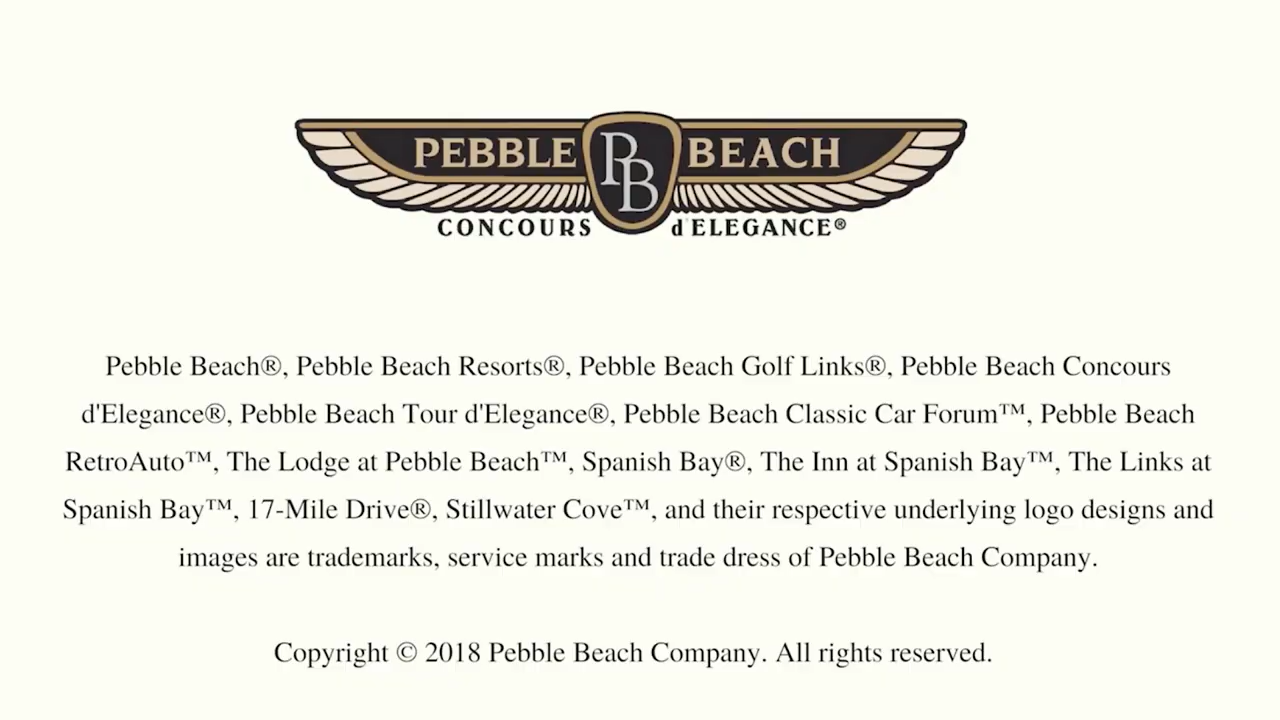 PEBBLE PB BEACH
CONCOURS d'ELEGANCE®
Pebble Beach®, Pebble Beach Resorts®, Pebble Beach Golf Links®, Pebble Beach Concours
d'Elegance®, Pebble Beach Tour d'Elegance®, Pebble Beach Classic Car Forum™, Pebble Beach
RetroAuto™, The Lodge at Pebble Beach™, Spanish Bay®, The Inn at Spanish Bay™, The Links at
Spanish Bay™, 17-Mile Drive®, Stillwater Cove™, and their respective underlying logo designs and
images are trademarks, service marks and trade dress of Pebble Beach Company.
Copyright © 2018 Pebble Beach Company. All rights reserved.